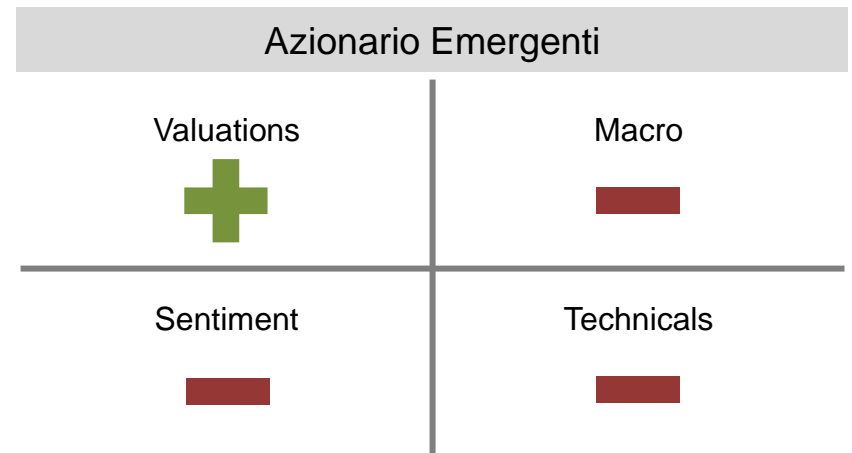 Azionario Emergenti
Valuations
Macro
Sentiment
Technicals